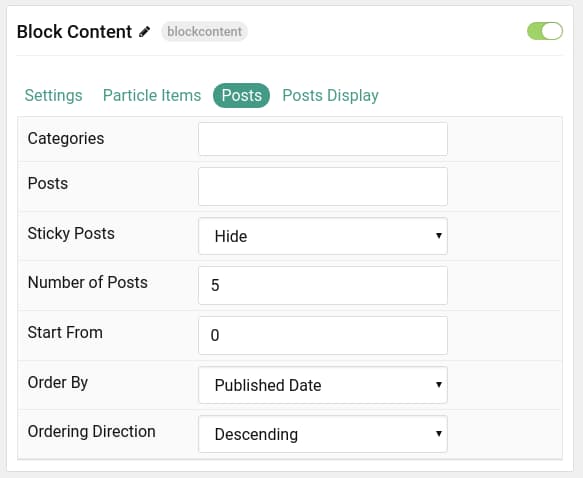 Block Content blockcontent
Settings Particle Items Posts Posts Display
Categories
Posts
Sticky Posts Hide
Number of Posts 5
Start From 0
Order By Published Date
Ordering Direction Descending